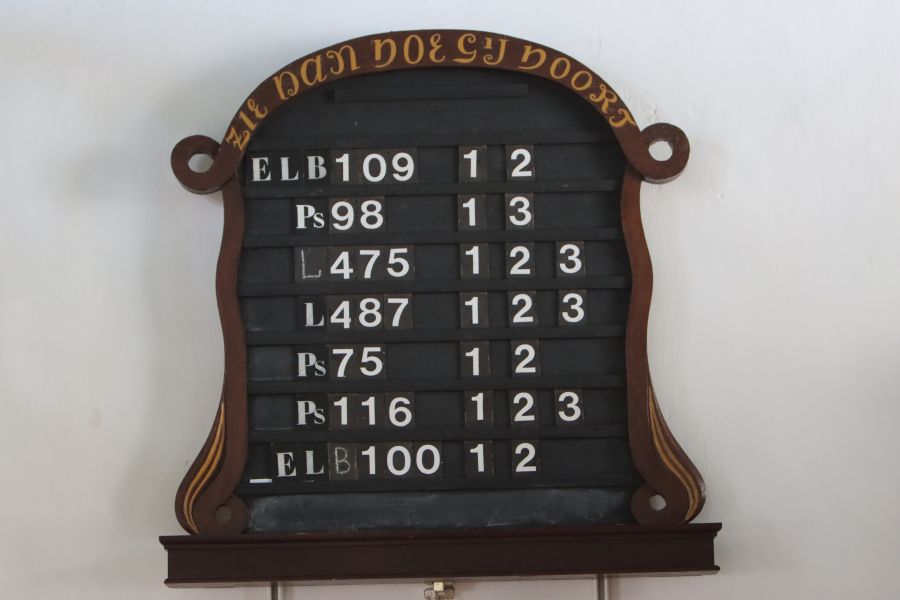 ZIE DAN HOE GIJ HOORT
ELB 109 1 2
Ps 98 1 3
L 475 1 2 3
L 487 1 2 3
Ps 75 1 2
Ps 116 1 2 3
_ELB 100 1 2